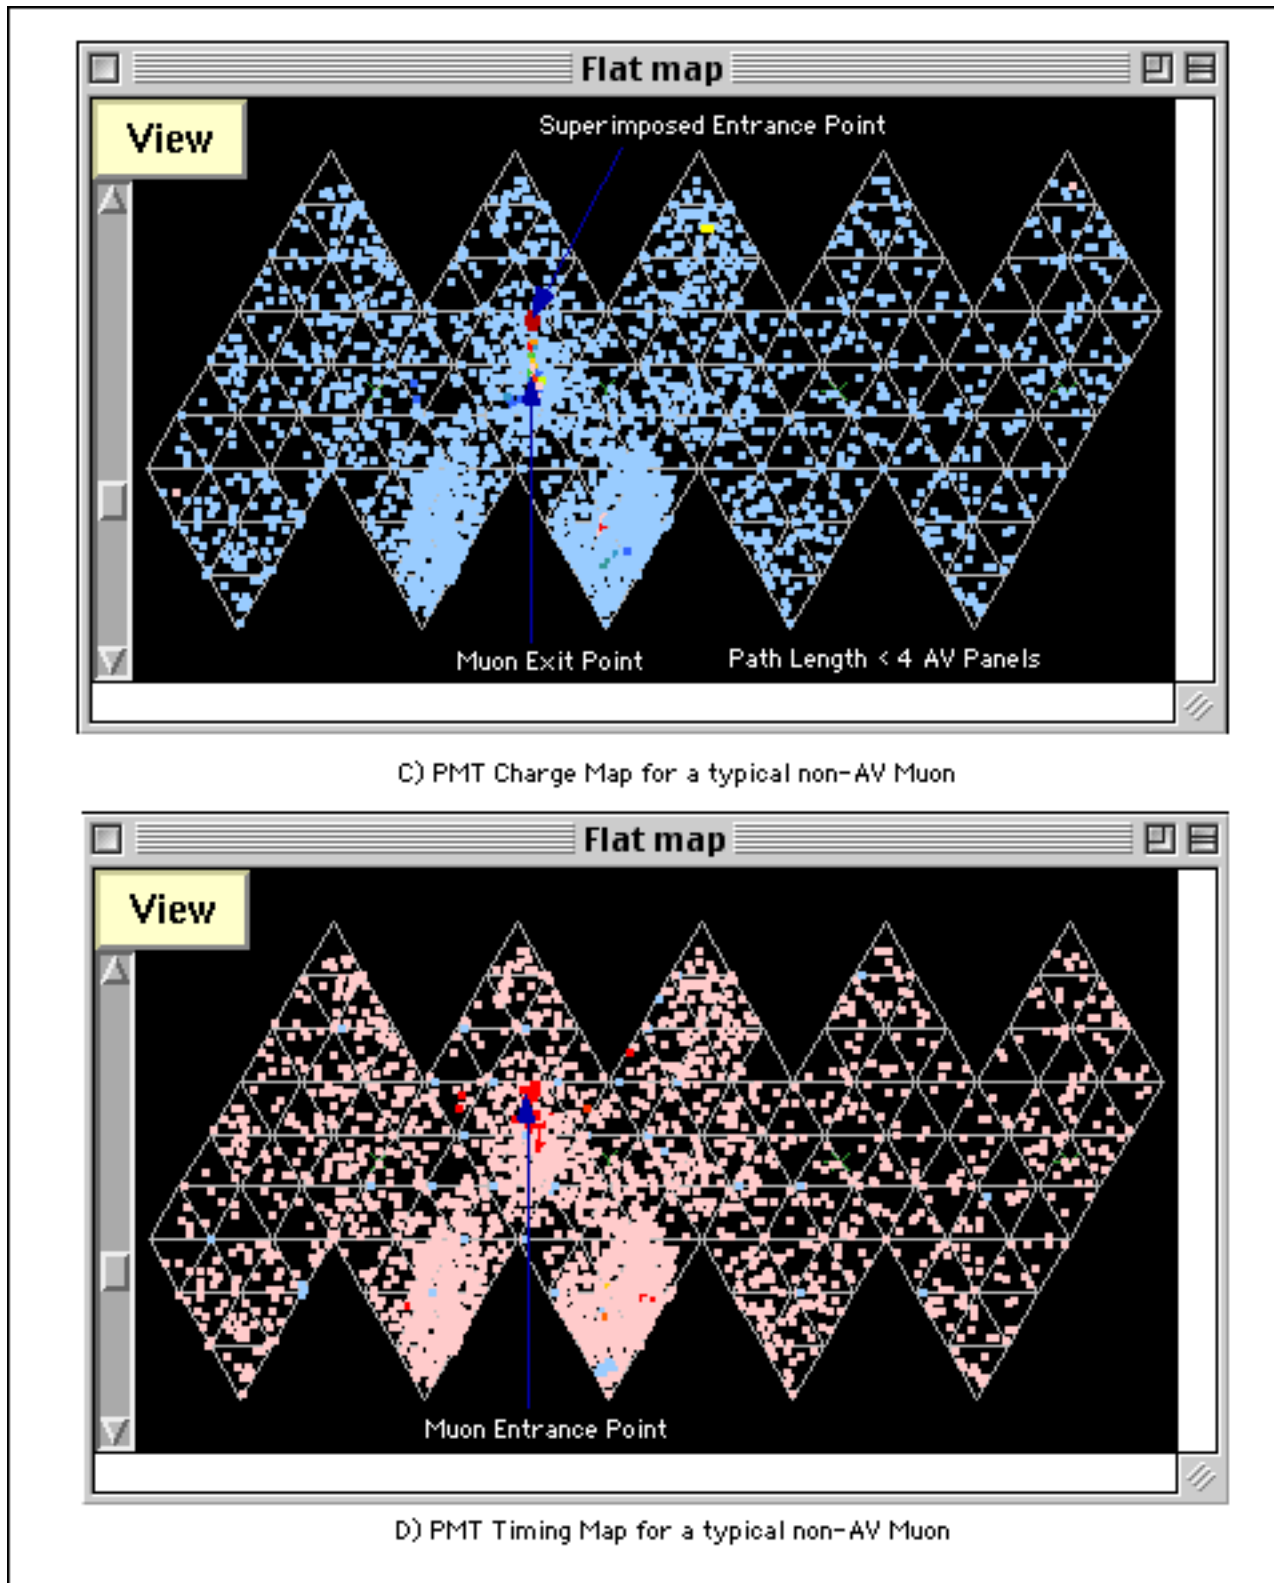 Flat map
View
Superimposed Entrance Point
Muon Exit Point
Path Length < 4 AV Panels
C) PMT Charge Map for a typical non-AV Muon
Flat map
View
Muon Entrance Point
D) PMT Timing Map for a typical non-AV Muon